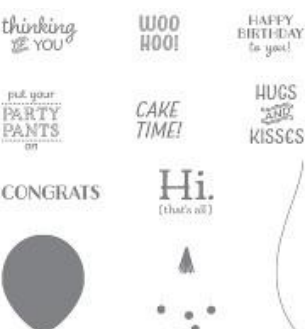 thinking
OF YOU
WOO
HOO!
HAPPY
BIRTHDAY
to you!
put your
PARTY
PANTS
on
CAKE
TIME!
HUGS
AND
KISSES
CONGRATS
Hi.
(that's all)